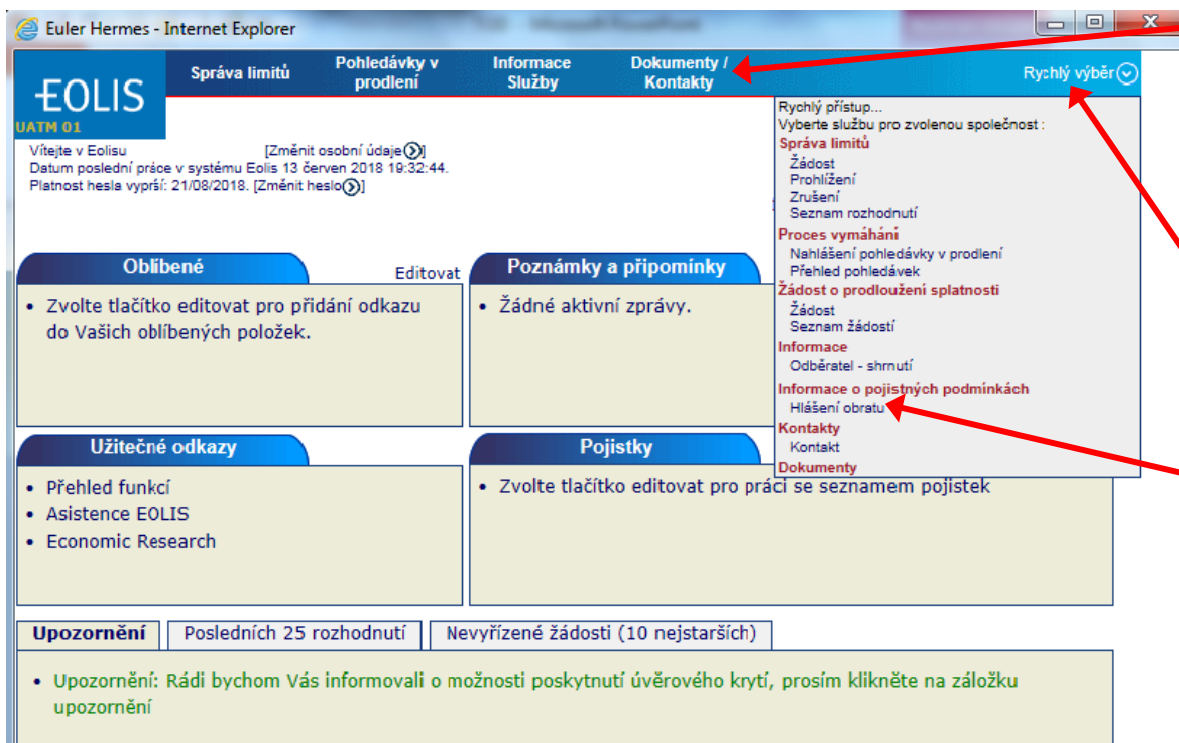 Euler Hermes - Internet Explorer
EOLIS
UATM 01
Správa limitů
Pohledávky v
prodlení
Informace
Služby
Dokumenty /
Kontakty
Rychlý výběr
Vítejte v Eolisu [Změnit osobní údaje]
Datum poslední práce v systému Eolis 13 červen 2018 19:32:44.
Platnost hesla vyprší: 21/08/2018. [Změnit heslo]
Rychlý přístup...
Vyberte službu pro zvolenou společnost :
Správa limitů
Žádost
Prohlížení
Zrušení
Seznam rozhodnutí
Proces vymáhání
Nahlášení pohledávky v prodlení
Přehled pohledávek
Žádost o prodloužení splatnosti
Žádost
Seznam žádostí
Informace
Odběratel - shrnutí
Informace o pojistných podmínkách
Hlášení obratu
Kontakty
Kontakt
Dokumenty
Oblíbené
Editovat
• Zvolte tlačítko editovat pro přidání odkazu
do Vašich oblíbených položek.
Poznámky a připomínky
• Žádné aktivní zprávy.
Užitečné odkazy
• Přehled funkcí
• Asistence EOLIS
• Economic Research
Pojistky
• Zvolte tlačítko editovat pro práci se seznamem pojistek
Upozornění
Posledních 25 rozhodnutí
Nevyřízené žádosti (10 nejstarších)
• Upozornění: Rádi bychom Vás informovali o možnosti poskytnutí úvěrového krytí, prosím klikněte na záložku
upozornění